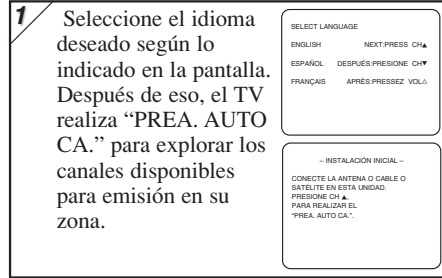 1
Seleccione el idioma
deseado según lo
indicado en la pantalla.
Después de eso, el TV
realiza “PREA. AUTO
CA.” para explorar los
canales disponibles
para emisión en su
zona.
SELECT LANGUAGE
ENGLISH NEXT:PRESS CH▲
ESPAÑOL DESPUÉS:PRESIONE CH▼
FRANÇAIS APRÈS:PRESSEZ VOL△
– INSTALACIÓN INICIAL –
CONECTE LA ANTENA O CABLE O
SATÉLITE EN ESTA UNIDAD.
PRESIONE CH ▲.
PARA REALIZAR EL
“PREA. AUTO CA.”.